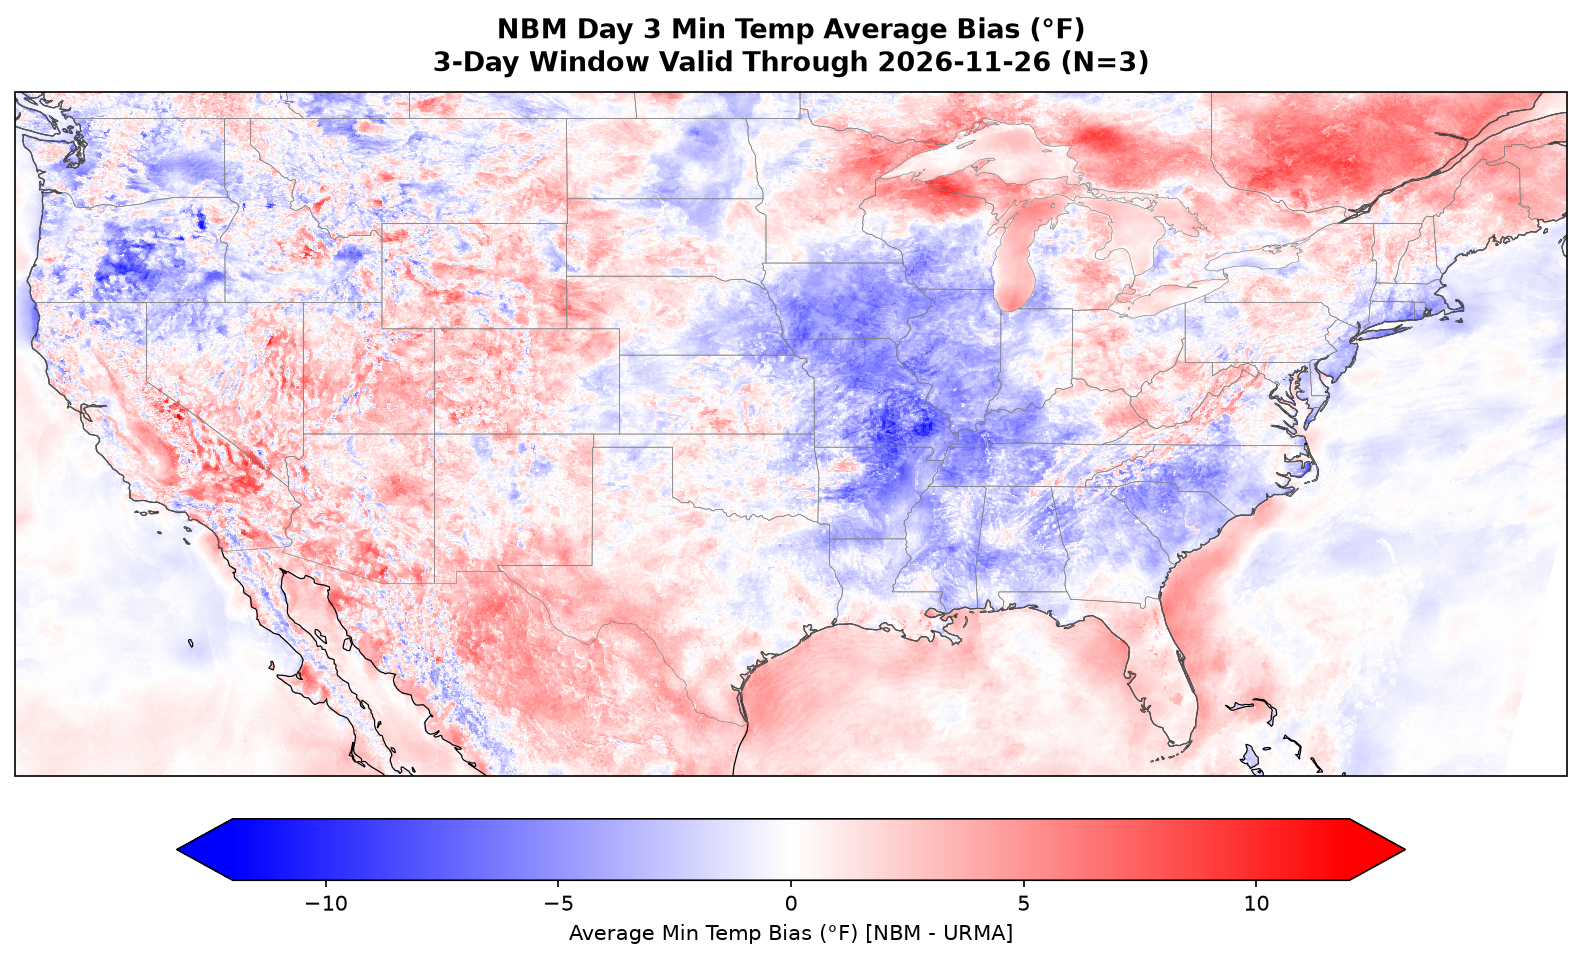 NBM Day 3 Min Temp Average Bias (°F)
3-Day Window Valid Through 2026-11-26 (N=3)
−10 −5 0 5 10
Average Min Temp Bias (°F) [NBM - URMA]